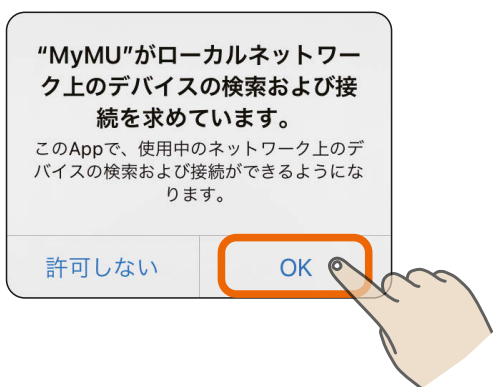 “MyMU”がローカルネットワー
ク上のデバイスの検索および接
続を求めています。
このAppで、使用中のネットワーク上のデ
バイスの検索および接続ができるようにな
ります。
許可しない
OK